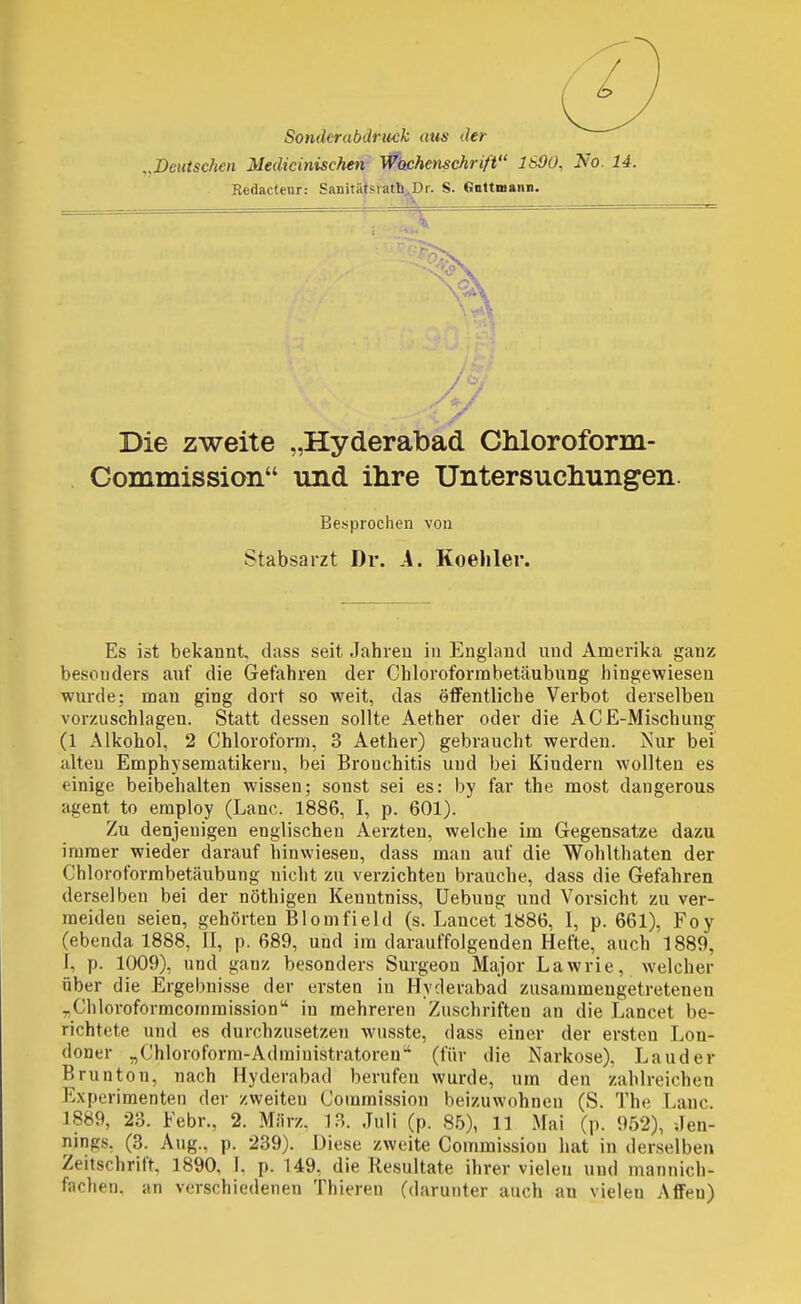 Sonderabdruck aus der
„Deutschen Medicinischen Wochenschrift“ 1890, No. 14.
Redacteur: Sanitätsrath Dr. S. Guttmann.
Die zweite „Hyderabad Chloroform-
Commission“ und ihre Untersuchungen.
Besprochen von
Stabsarzt Dr. A. Koehler.
Es ist bekannt, dass seit Jahren in England und Amerika ganz
besonders auf die Gefahren der Chloroformbetäubung hingewiesen
wurde; man ging dort so weit, das öffentliche Verbot derselben
vorzuschlagen. Statt dessen sollte Aether oder die ACE-Mischung
(1 Alkohol, 2 Chloroform, 3 Aether) gebraucht werden. Nur bei
alten Emphysematikern, bei Bronchitis und bei Kindern wollten es
einige beibehalten wissen; sonst sei es: by far the most dangerous
agent to employ (Lanc. 1886, I, p. 601).
Zu denjenigen englischen Aerzten, welche im Gegensatze dazu
immer wieder darauf hinwiesen, dass man auf die Wohlthaten der
Chloroformbetäubung nicht zu verzichten brauche, dass die Gefahren
derselben bei der nöthigen Kenntniss, Uebung und Vorsicht zu ver-
meiden seien, gehörten Blomfield (s. Lancet 1886, I, p. 661), Foy
(ebenda 1888, II, p. 689, und im darauffolgenden Hefte, auch 1889,
I, p. 1009), und ganz besonders Surgeon Major Lawrie, welcher
über die Ergebnisse der ersten in Hyderabad zusammengetretenen
„Chloroformcommission“ in mehreren Zuschriften an die Lancet be-
richtete und es durchzusetzen wusste, dass einer der ersten Lon-
doner „Chloroform-Administratoren“ (für die Narkose), Lauder
Brunton, nach Hyderabad berufen wurde, um den zahlreichen
Experimenten der zweiten Commission beizuwohnen (S. The Lanc.
1889, 23. Febr., 2. März, 13. Juli (p. 85), 11 Mai (p. 952), Jen-
nings, (3. Aug., p. 239). Diese zweite Commission hat in derselben
Zeitschrift, 1890, I, p. 149, die Resultate ihrer vielen und mannich-
fachen, an verschiedenen Thieren (darunter auch an vielen Affen)